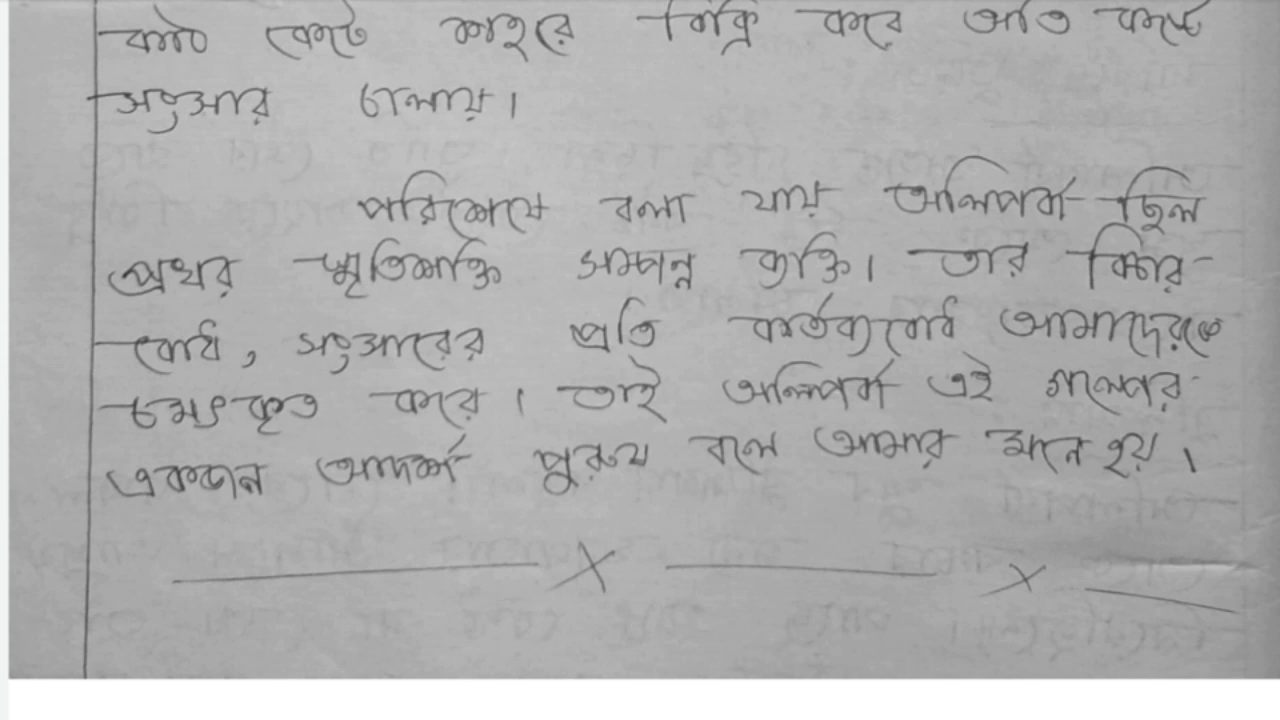 কাঠ কেটে শহরে বিক্রি করে অতি কষ্টে
সংসার চালায়।
পরিশেষে বলা যায় অলিপর্বা ছিল
প্রখর স্মৃতিশক্তি সম্পন্ন ব্যক্তি। তার বিচার-
বোধ, সংসারের প্রতি কর্তব্যবোধ আমাদেরকে
চমৎকৃত করে। তাই অলিপর্বা এই গল্পের
একজন আদর্শ পুরুষ বলে আমার মনে হয়।